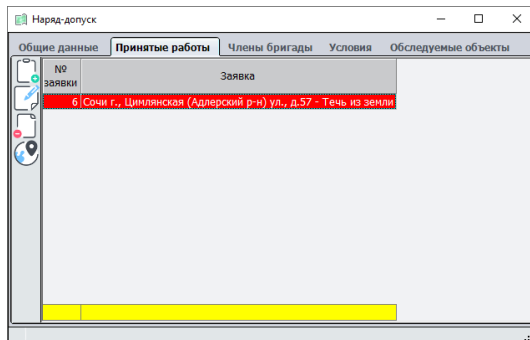 Наряд-допуск
Общие данные Принятые работы Члены бригады Условия Обследуемые объекты
№ заявки Заявка
6 Сочи г., Цимлянская (Адлерский р-н) ул., д.57 - Течь из земли